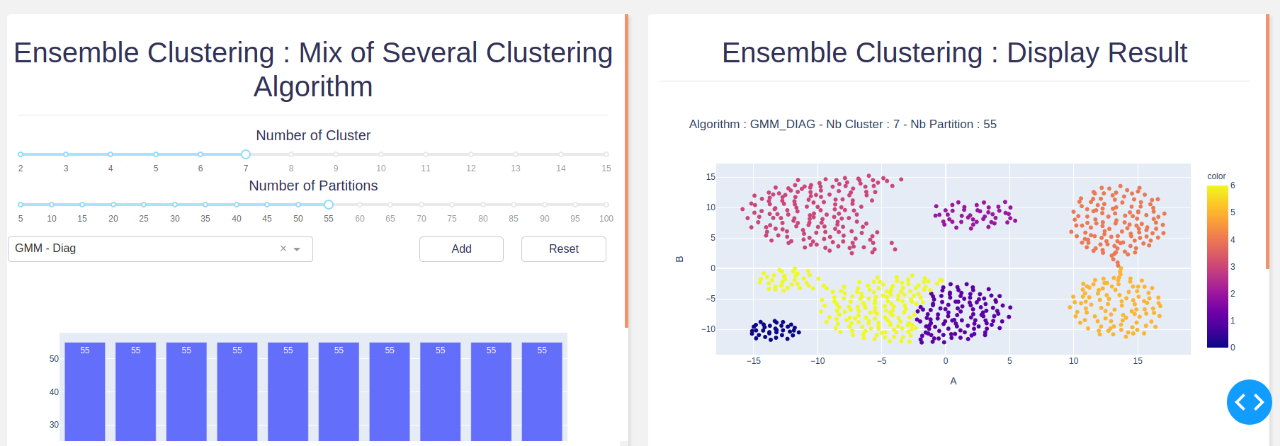 Ensemble Clustering : Mix of Several Clustering
Algorithm
Number of Cluster
2 3 4 5 6 7 8 9 10 11 12 13 14 15
Number of Partitions
5 10 15 20 25 30 35 40 45 50 55 60 65 70 75 80 85 90 95 100
GMM - Diag × Add Reset
55 55 55 55 55 55 55 55 55 55
50
40
30
Ensemble Clustering : Display Result
Algorithm : GMM_DIAG - Nb Cluster : 7 - Nb Partition : 55
color
15
10
5
0
−5
−10
B
−15 −10 −5 0 5 10 15
A
6
5
4
3
2
1
0